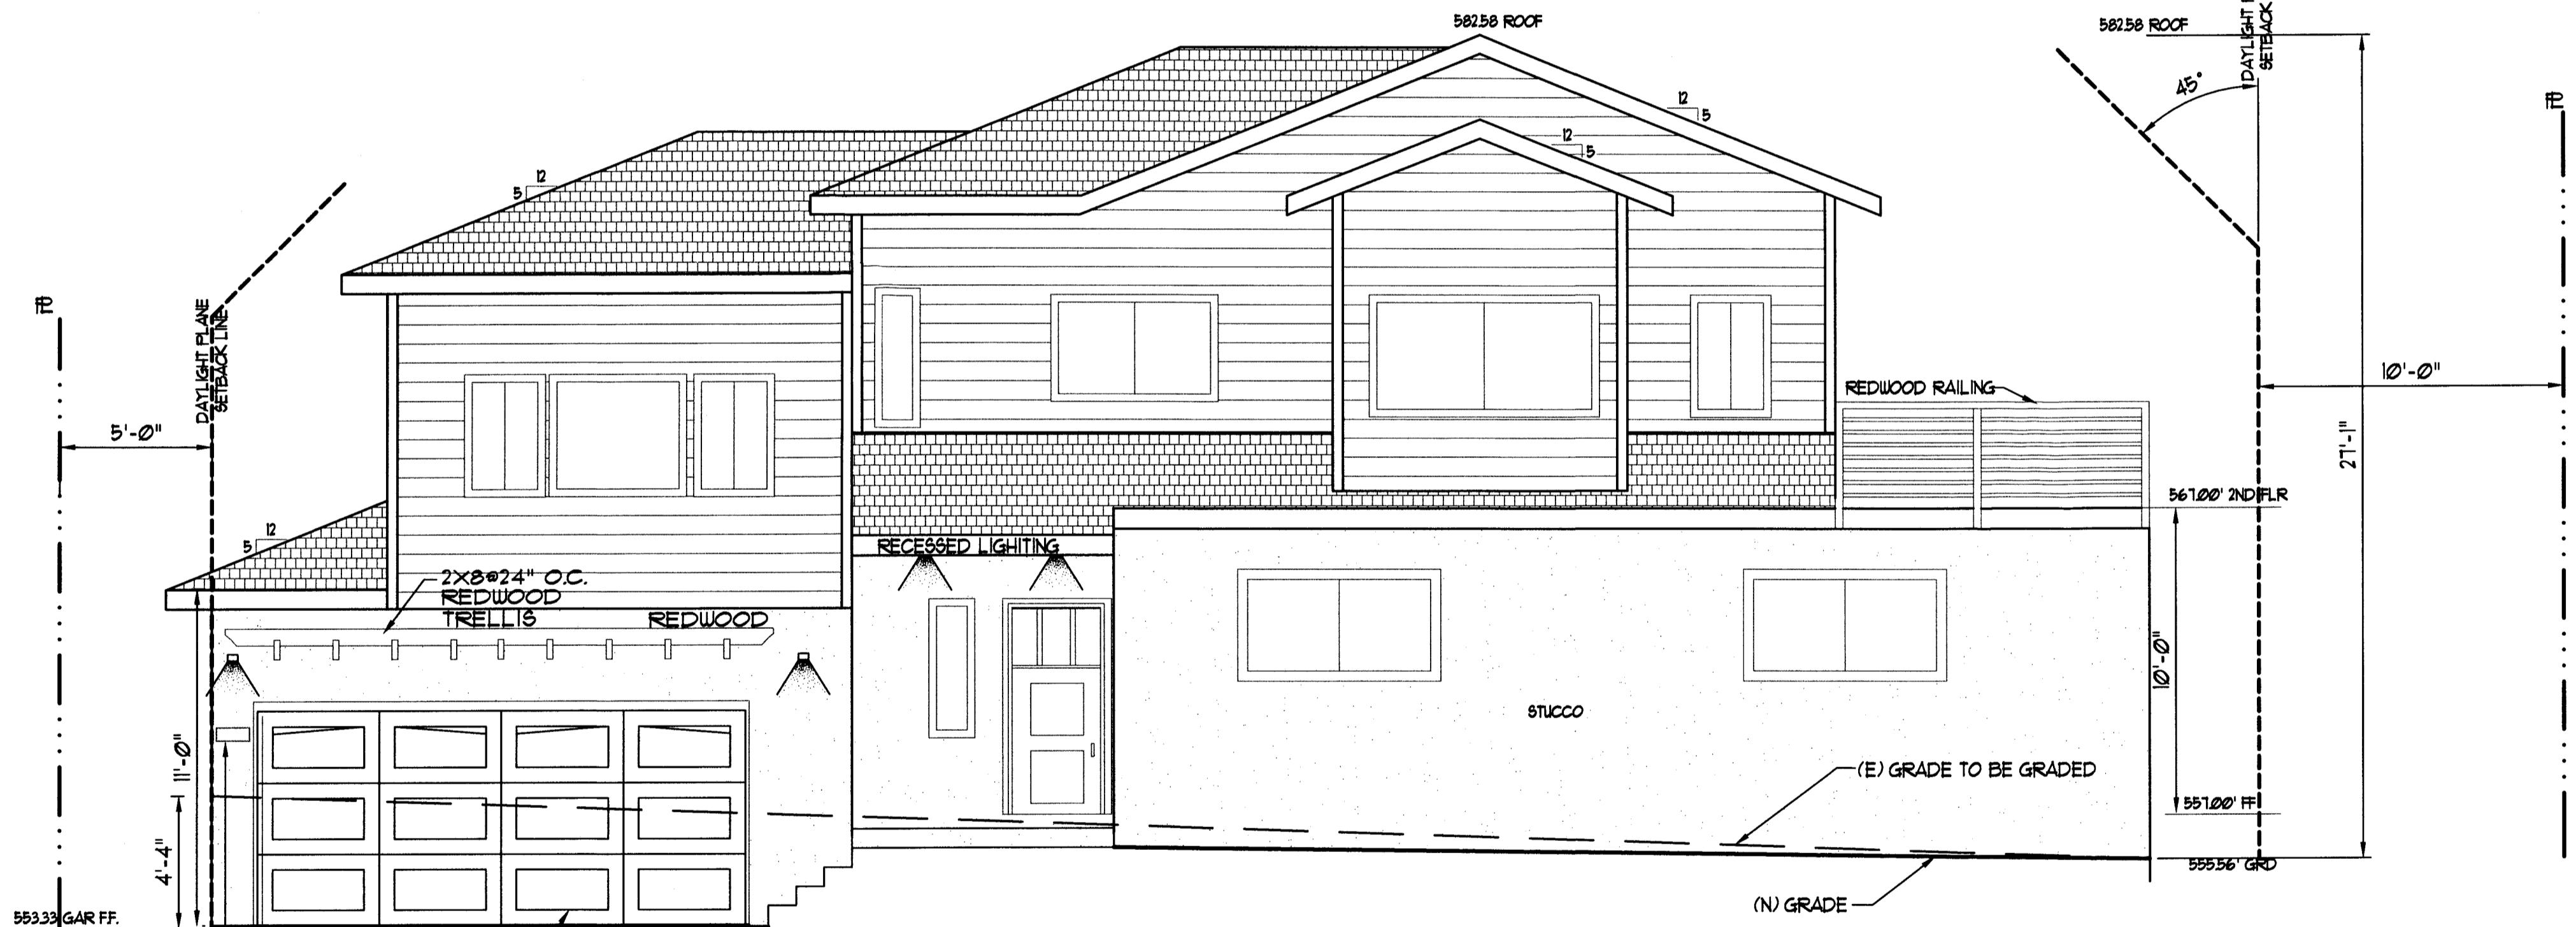 582.58 ROOF
582.58 ROOF
SETBACK
45°
12
5
12
5
12
5
PL
PL
DAYLIGHT PLANE
SETBACK LINE
5'-0"
10'-0"
REDWOOD RAILING
27'-1"
567.00' 2ND FLR
12
5
RECESSED LIGHITING
2X8@24" O.C.
REDWOOD
TRELLIS
REDWOOD
10'-0"
STUCCO
11'-0"
(E) GRADE TO BE GRADED
557.00' FF
4'-4"
555.56' GRD
(N) GRADE
553.33 GAR F.F.